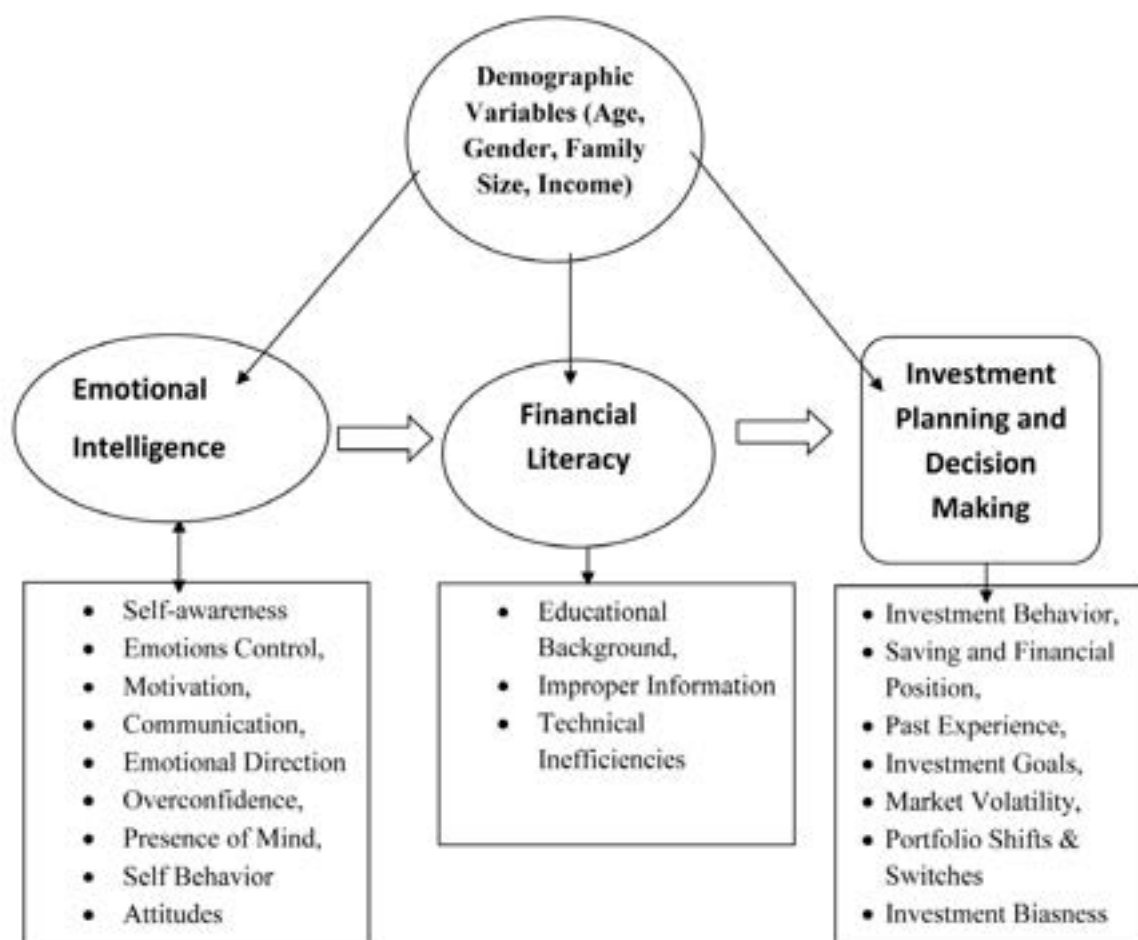 Demographic
Variables (Age,
Gender, Family
Size, Income)
Emotional
Intelligence
Financial
Literacy
Investment
Planning and
Decision
Making
• Self-awareness
• Emotions Control,
• Motivation,
• Communication,
• Emotional Direction
• Overconfidence,
• Presence of Mind,
• Self Behavior
• Attitudes
• Educational
Background,
• Improper Information
• Technical
Inefficiencies
• Investment Behavior,
• Saving and Financial
Position,
• Past Experience,
• Investment Goals,
• Market Volatility,
• Portfolio Shifts &
Switches
• Investment Biasness